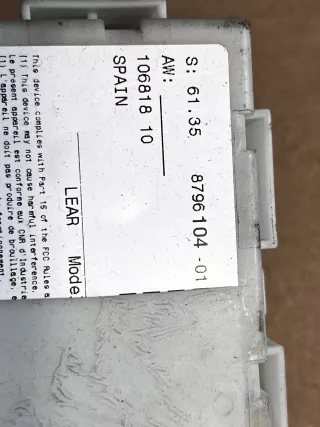 S: 61.35 8796104 -01
AW:
106818 10
SPAIN
LEAR Mode
This device complies with Part 15 of the FCC Rules a
(1) This device may not cause harmful interference.
Le présent appareil est conforme aux CNR d'Industrie
(1) l'appareil ne doit pas produire de brouillage, e